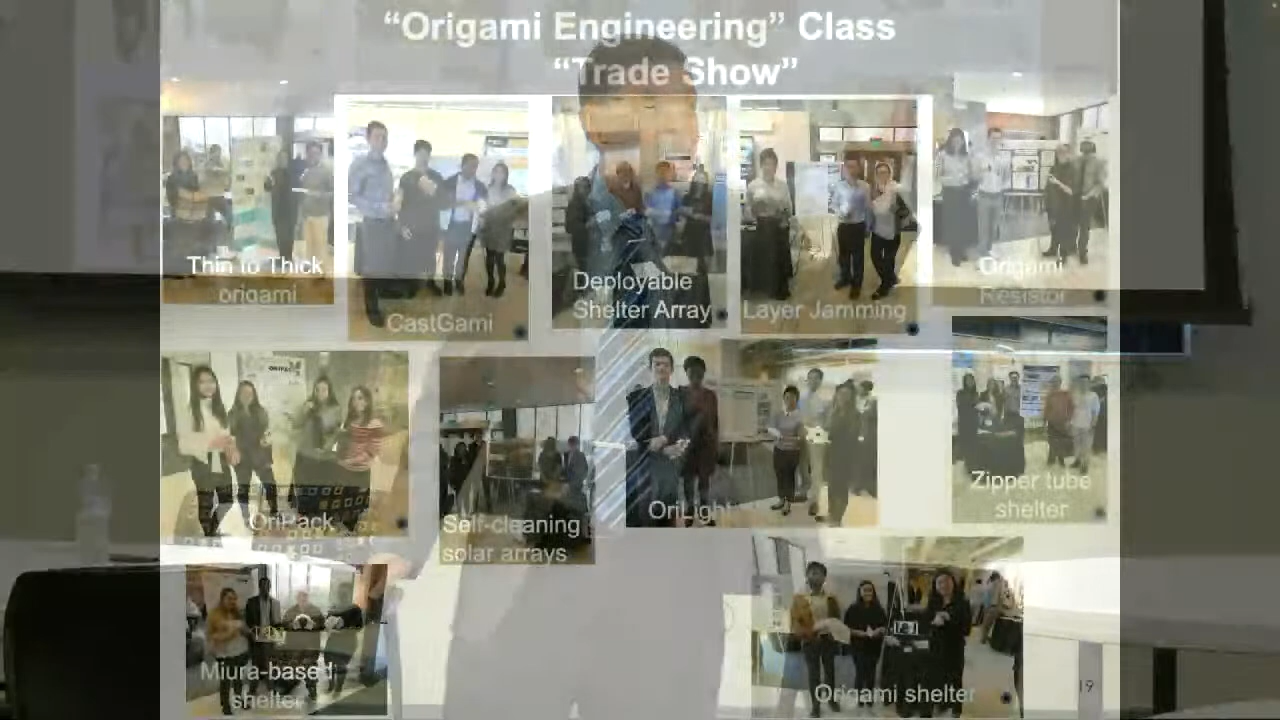 “Origami Engineering” Class
“Trade Show”
Thin to Thick
origami
CastGami
Deployable
Shelter Array
Layer Jamming
Origami
Resistor
OriPack
Self-cleaning
solar arrays
OriLight
Zipper tube
shelter
Miura-based
shelter
Origami shelter
19